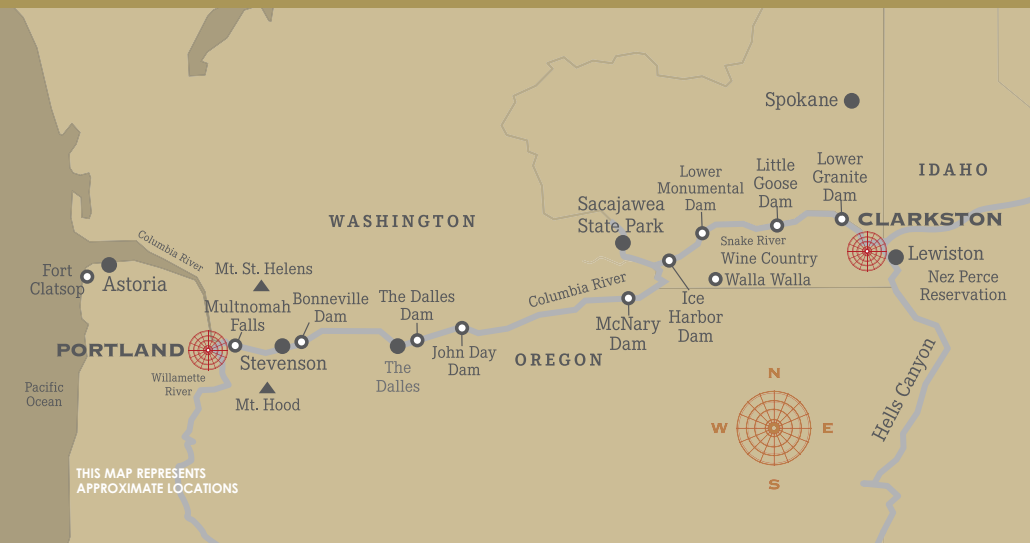 Spokane
Lower
Granite
Dam
Little
Goose
Dam
Lower
Monumental
Dam
IDAHO
Sacajawea
State Park
WASHINGTON
CLARKSTON
Columbia River
Snake River
Wine Country
Lewiston
Fort
Clatsop
Astoria
Mt. St. Helens
Walla Walla
Nez Perce
Reservation
Columbia River
Multnomah
Falls
Bonneville
Dam
The Dalles
Dam
Ice
Harbor
Dam
McNary
Dam
PORTLAND
Stevenson
John Day
Dam
OREGON
The
Dalles
Willamette
River
Pacific
Ocean
Mt. Hood
Hells Canyon
N
W
E
S
THIS MAP REPRESENTS
APPROXIMATE LOCATIONS